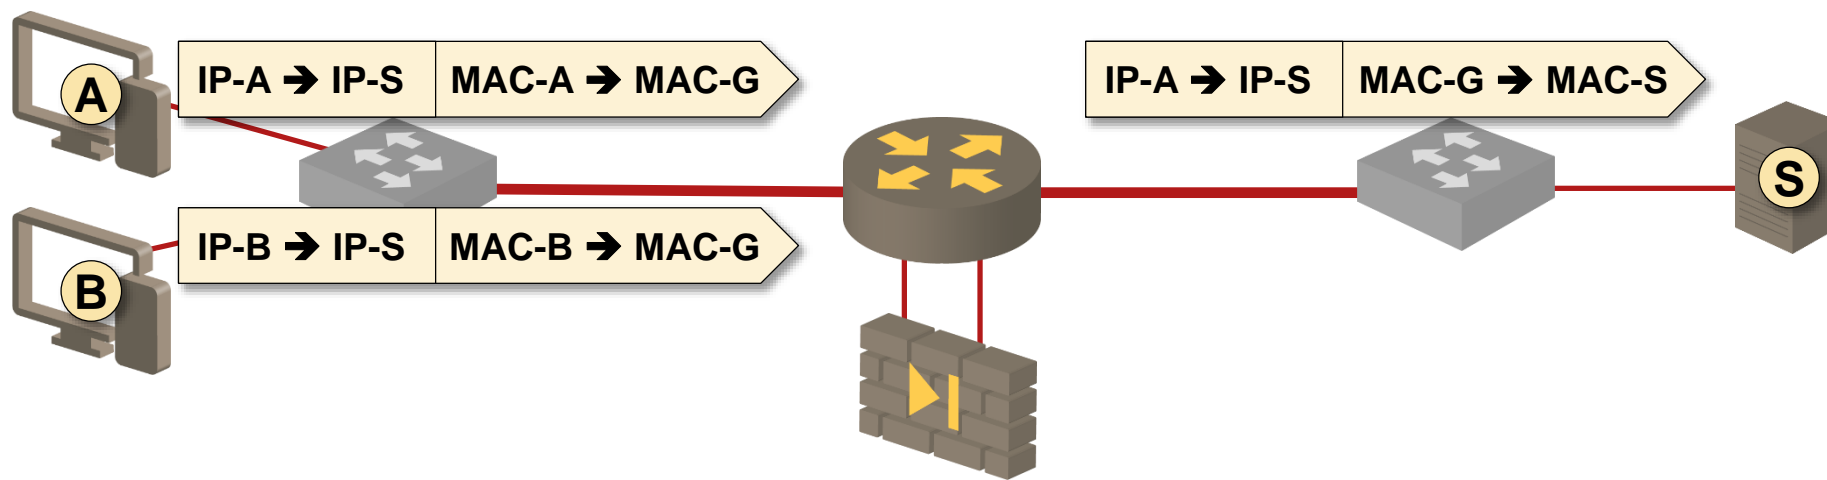 A
IP-A ➔ IP-S MAC-A ➔ MAC-G
IP-A ➔ IP-S MAC-G ➔ MAC-S
S
B
IP-B ➔ IP-S MAC-B ➔ MAC-G